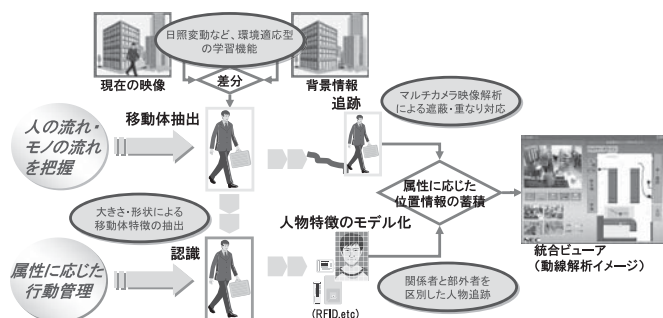 日照変動など、環境適応型
の学習機能
差分
現在の映像
背景情報
移動体抽出
追跡
マルチカメラ映像解析
による遮蔽・重なり対応
人の流れ・
モノの流れ
を把握
属性に応じた
位置情報の蓄積
大きさ・形状による
移動体特徴の抽出
認識
人物特徴のモデル化
統合ビューア
(動線解析イメージ)
属性に応じた
行動管理
関係者と部外者を
区別した人物追跡
(RFID,etc)